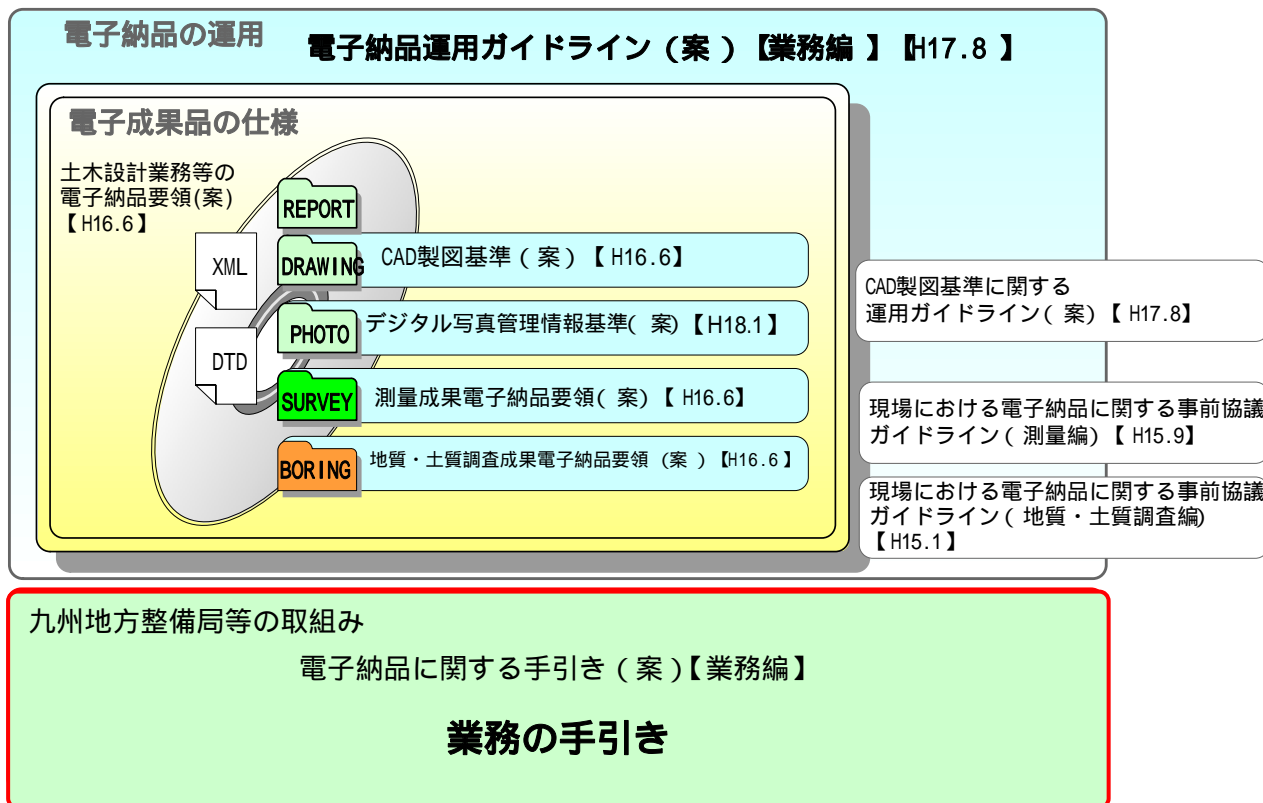 電子納品の運用
電子納品運用ガイドライン(案)【業務編】【H17.8】
電子成果品の仕様
土木設計業務等の
電子納品要領(案)
【H16.6】
REPORT
XML
DRAWING
CAD製図基準(案)【H16.6】
PHOTO
デジタル写真管理情報基準(案)【H18.1】
DTD
SURVEY
測量成果電子納品要領(案)【H16.6】
BORING
地質・土質調査成果電子納品要領(案)【H16.6】
CAD製図基準に関する
運用ガイドライン(案)【H17.8】
現場における電子納品に関する事前協議
ガイドライン(測量編)【H15.9】
現場における電子納品に関する事前協議
ガイドライン(地質・土質調査編)
【H15.1】
九州地方整備局等の取組み
電子納品に関する手引き(案)【業務編】
業務の手引き